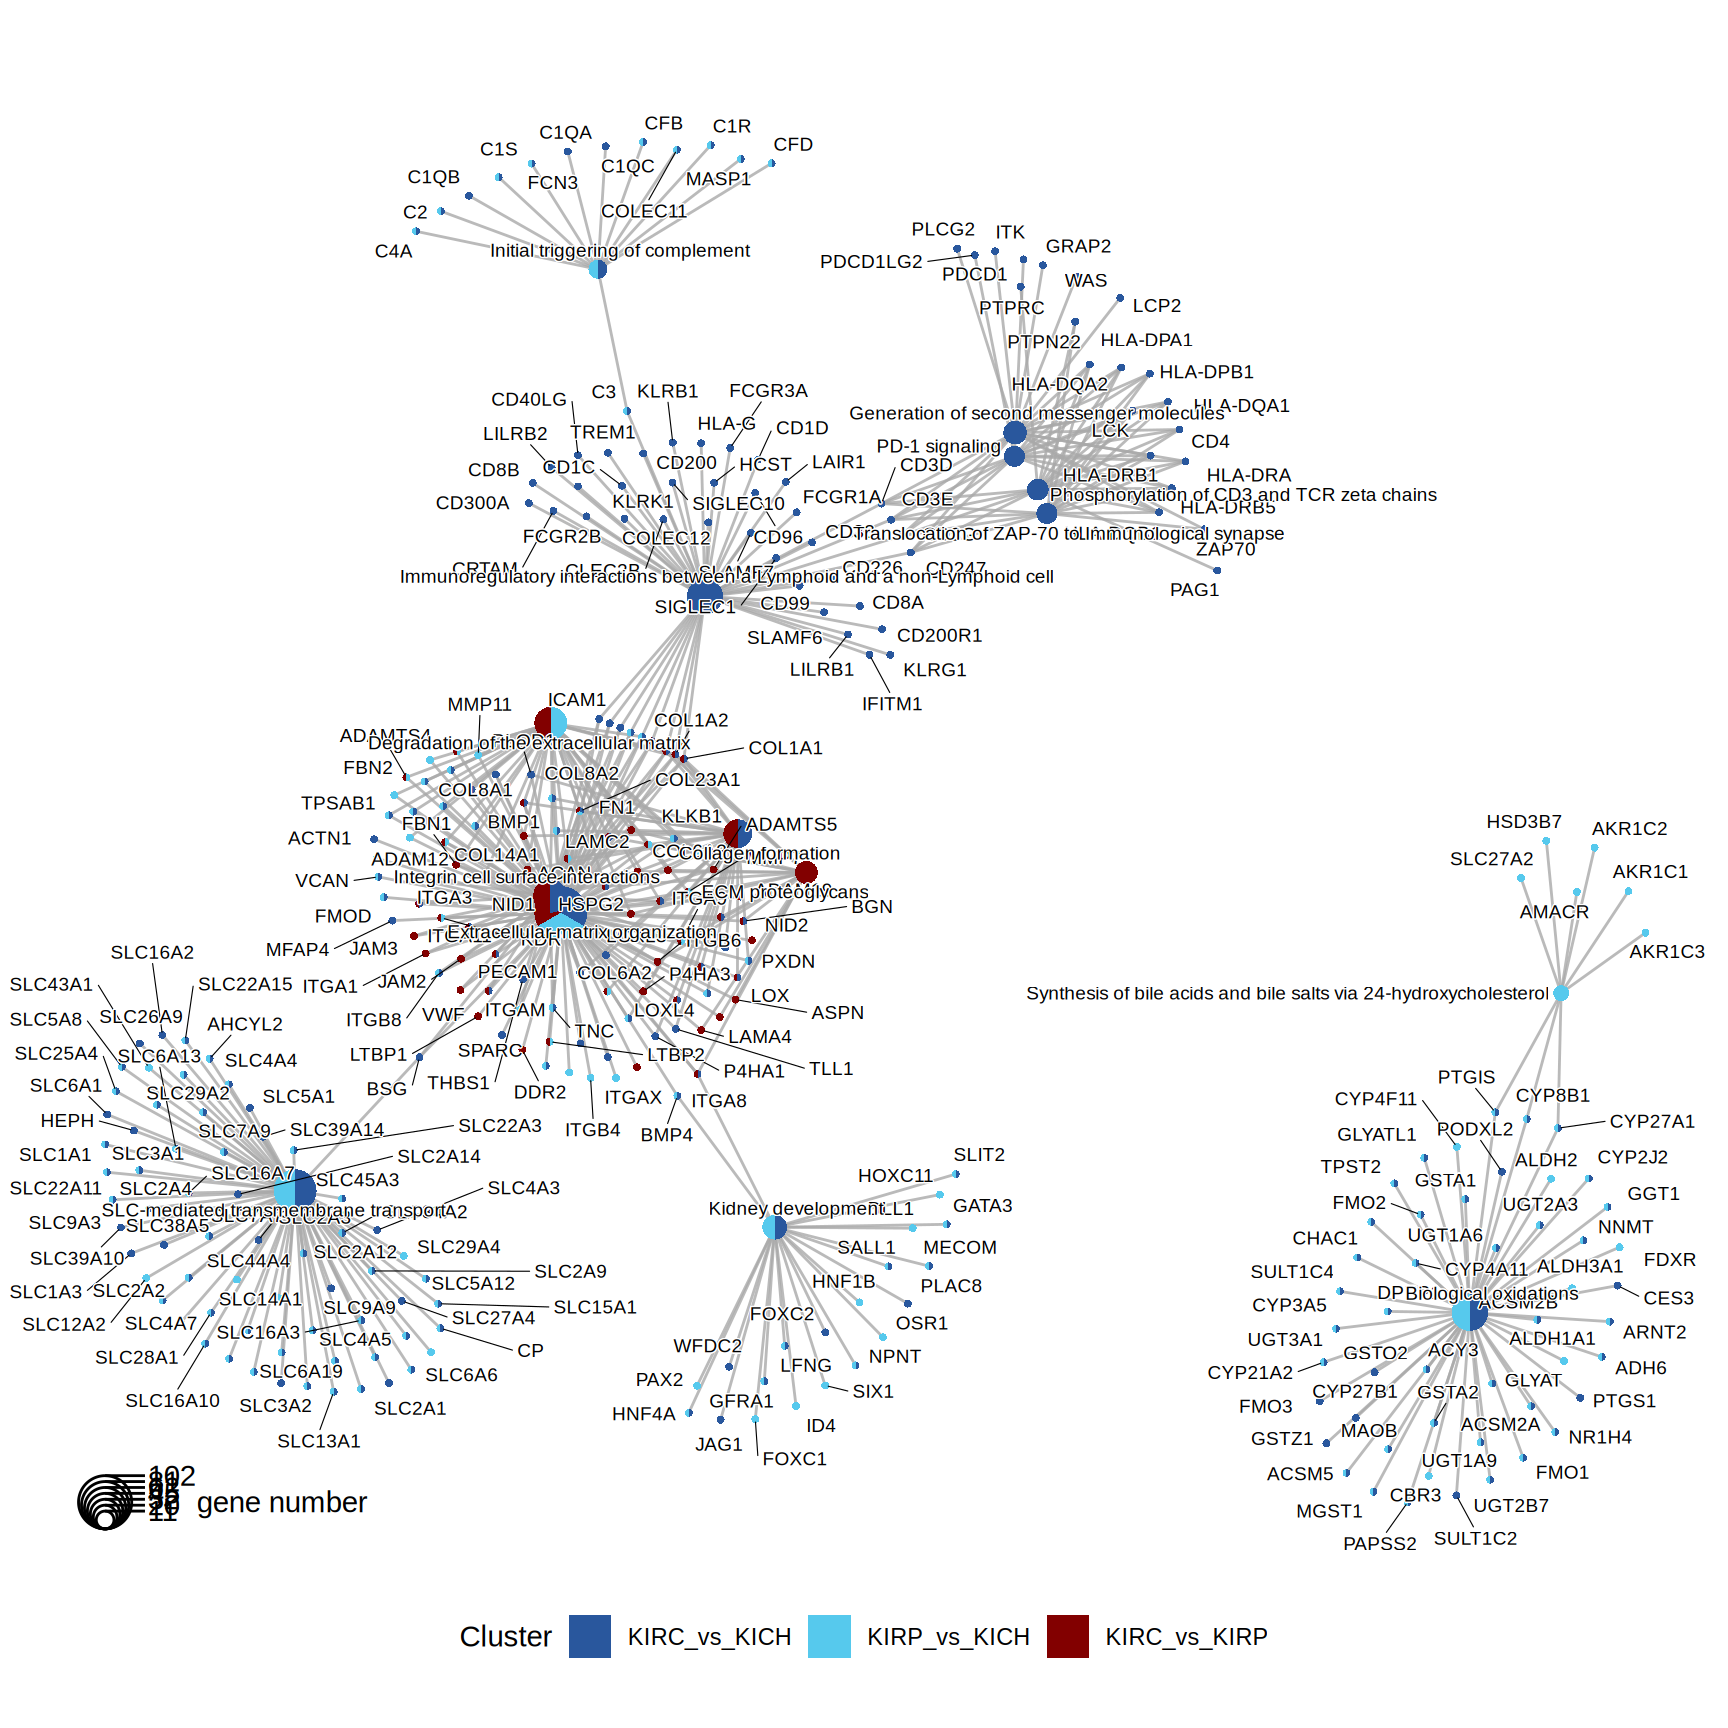 CFB
C1R
C1QA
CFD
C1S
C1QC
C1QB
FCN3
MASP1
C2
COLEC11
C4A
Initial triggering of complement
PLCG2
ITK
GRAP2
PDCD1LG2
PDCD1
WAS
PTPRC
LCP2
PTPN22
HLA-DPA1
HLA-DPB1
HLA-DQA2
HLA-DQA1
Generation of second messenger molecules
LCK
CD4
PD-1 signaling
CD3D
HLA-DRB1
HLA-DRA
Phosphorylation of CD3 and TCR zeta chains
CD3E
HLA-DRB5
Translocation of ZAP-70 to Immunological synapse
ZAP70
PAG1
C3
KLRB1
FCGR3A
CD40LG
HLA-G
CD1D
LILRB2
TREM1
CD8B
CD1C
CD200
HCST
LAIR1
CD300A
KLRK1
SIGLEC10
FCGR1A
FCGR2B
COLEC12
CD96
CRTAM
CLEC2B
SLAMF7
CD226
CD247
Immunoregulatory interactions between a Lymphoid and a non-Lymphoid cell
SIGLEC1
CD99
CD8A
SLAMF6
CD200R1
LILRB1
KLRG1
IFITM1
MMP11
ICAM1
COL1A2
ADAMTS4
Degradation of the extracellular matrix
COL1A1
FBN2
COL8A2
COL23A1
TPSAB1
COL8A1
FN1
KLKB1
FBN1
BMP1
ADAMTS5
ACTN1
LAMC2
ADAM12
COL14A1
Collagen formation
VCAN
ACAN
Integrin cell surface interactions
ITGA3
NID1
HSPG2
ECM proteoglycans
BGN
FMOD
NID2
MFAP4
JAM3
Extracellular matrix organization
KDR
ITGB6
PXDN
ITGA1
JAM2
PECAM1
COL6A2
P4HA3
LOX
ITGB8
VWF
ITGAM
LOXL4
ASPN
LTBP1
SPARC
TNC
LTBP2
LAMA4
BSG
THBS1
DDR2
P4HA1
TLL1
ITGAX
ITGA8
ITGB4
BMP4
SLC16A2
SLC43A1
SLC22A15
SLC5A8
SLC26A9
AHCYL2
SLC25A4
SLC6A13
SLC4A4
SLC6A1
SLC29A2
SLC5A1
HEPH
SLC7A9
SLC39A14
SLC22A3
SLC1A1
SLC3A1
SLC2A14
SLC22A11
SLC2A4
SLC16A7
SLC45A3
SLC4A3
SLC-mediated transmembrane transport
SLC9A3
SLC38A5
SLC2A3
SLC39A10
SLC44A4
SLC2A12
SLC29A4
SLC1A3
SLC2A2
SLC5A12
SLC2A9
SLC12A2
SLC4A7
SLC14A1
SLC9A9
SLC27A4
SLC15A1
SLC28A1
SLC16A3
SLC4A5
CP
SLC16A10
SLC6A19
SLC6A6
SLC3A2
SLC2A1
SLC13A1
SLIT2
HOXC11
GATA3
Kidney development
SALL1
MECOM
HNF1B
PLAC8
FOXC2
OSR1
WFDC2
LFNG
NPNT
PAX2
GFRA1
SIX1
HNF4A
JAG1
ID4
FOXC1
HSD3B7
AKR1C2
SLC27A2
AKR1C1
AMACR
AKR1C3
Synthesis of bile acids and bile salts via 24-hydroxycholesterol
PTGIS
CYP4F11
CYP8B1
GLYATL1
PODXL2
CYP27A1
TPST2
GSTA1
ALDH2
CYP2J2
FMO2
UGT2A3
GGT1
CHAC1
UGT1A6
NNMT
SULT1C4
CYP4A11
ALDH3A1
FDXR
CYP3A5
Biological oxidations
ACSM2B
CES3
UGT3A1
ALDH1A1
ARNT2
CYP21A2
GSTO2
ACY3
ADH6
FMO3
CYP27B1
GSTA2
GLYAT
PTGS1
GSTZ1
MAOB
ACSM2A
NR1H4
ACSM5
UGT1A9
FMO1
MGST1
CBR3
UGT2B7
PAPSS2
SULT1C2
102
11
gene number
Cluster
KIRC_vs_KICH
KIRP_vs_KICH
KIRC_vs_KIRP